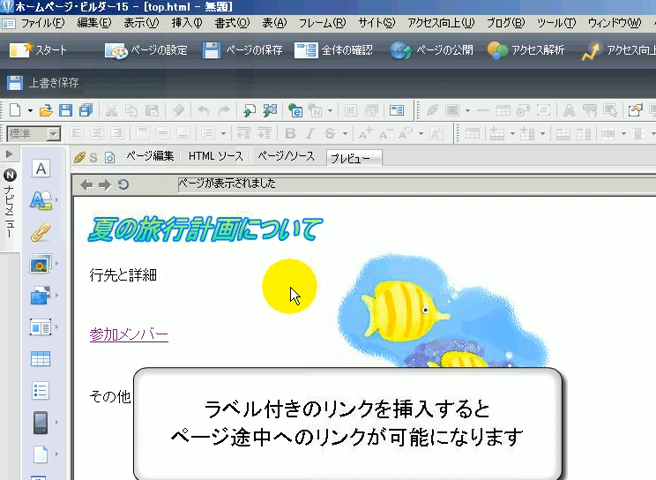 ホームページ・ビルダー15 - [top.html - 無題]
ファイル(F) 編集(E) 表示(V) 挿入(I) 書式(O) 表(A) フレーム(R) サイト(S) アクセス向上(U) ブログ(B) ツール(T) ウィンドウ(W)
スタート ページの設定 ページの保存 全体の確認 ページの公開 アクセス解析 アクセス向上
上書き保存
標準
ページ編集 HTML ソース ページ/ソース プレビュー
ページが表示されました
ナビメニュー
夏の旅行計画について
行先と詳細
参加メンバー
その他
ラベル付きのリンクを挿入すると
ページ途中へのリンクが可能になります